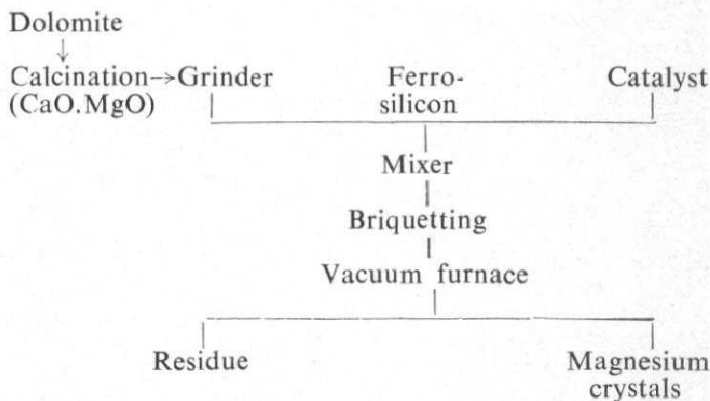 Dolomite
Calcination→Grinder Ferro- Catalyst
(CaO.MgO) silicon
Mixer
Briquetting
Vacuum furnace
Residue Magnesium
crystals